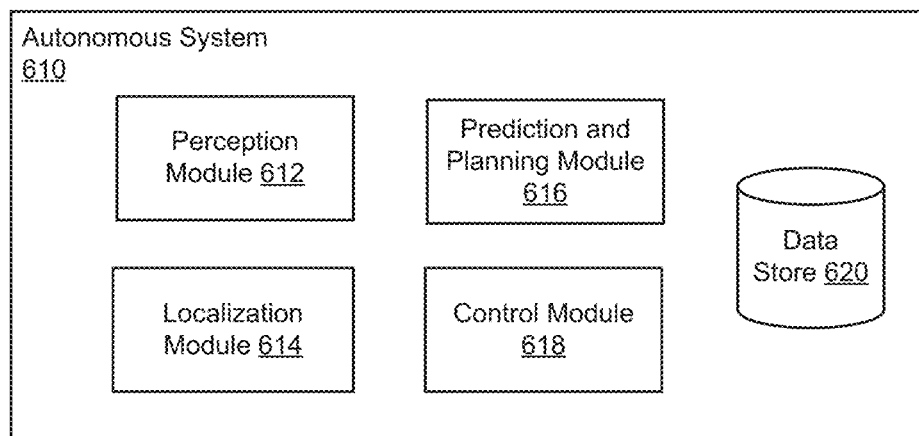 Autonomous System
610
Perception
Module 612
Prediction and
Planning Module
616
Data
Store 620
Localization
Module 614
Control Module
618